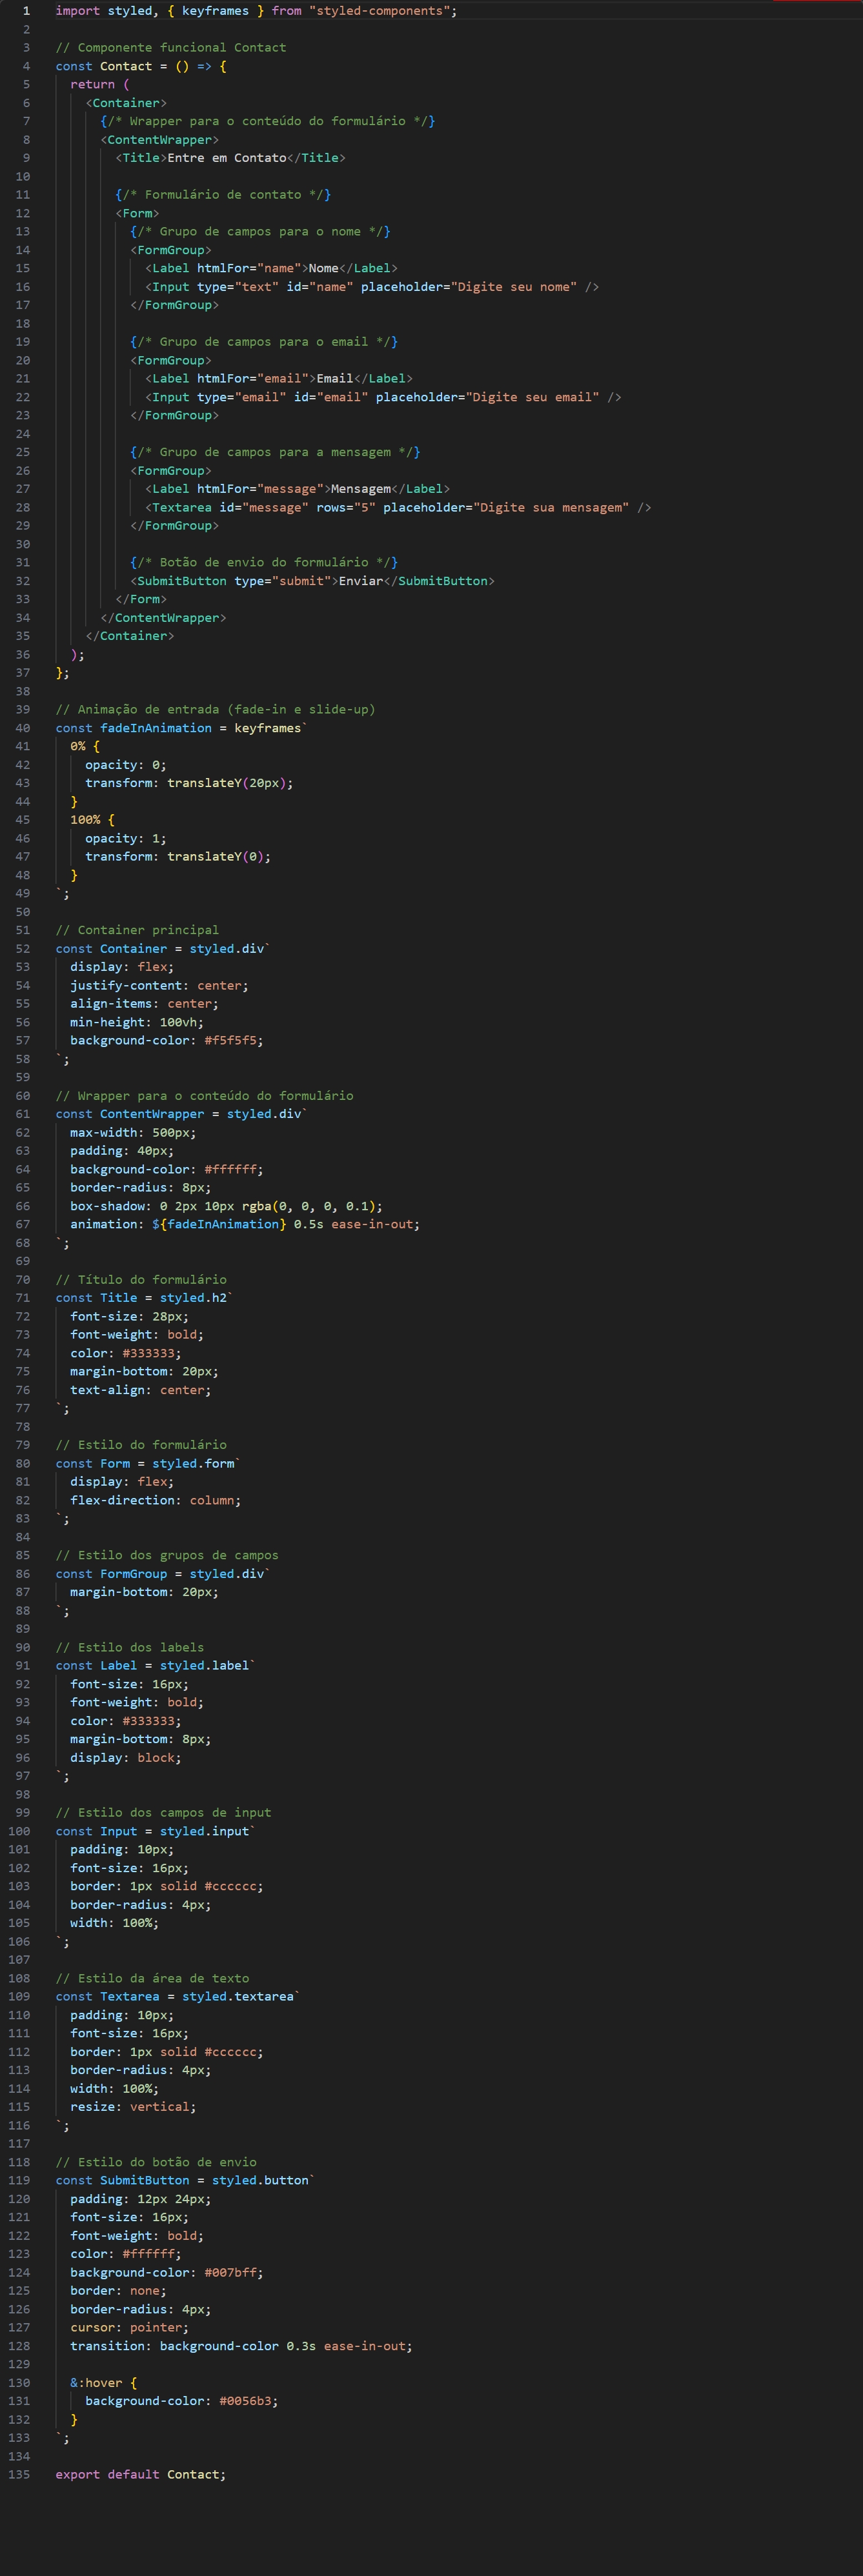 1 import styled, { keyframes } from "styled-components";
2
3 // Componente funcional Contact
4 const Contact = () => {
5   return (
6     <Container>
7       {/* Wrapper para o conteúdo do formulário */}
8       <ContentWrapper>
9         <Title>Entre em Contato</Title>
10
11         {/* Formulário de contato */}
12         <Form>
13           {/* Grupo de campos para o nome */}
14           <FormGroup>
15             <Label htmlFor="name">Nome</Label>
16             <Input type="text" id="name" placeholder="Digite seu nome" />
17           </FormGroup>
18
19           {/* Grupo de campos para o email */}
20           <FormGroup>
21             <Label htmlFor="email">Email</Label>
22             <Input type="email" id="email" placeholder="Digite seu email" />
23           </FormGroup>
24
25           {/* Grupo de campos para a mensagem */}
26           <FormGroup>
27             <Label htmlFor="message">Mensagem</Label>
28             <Textarea id="message" rows="5" placeholder="Digite sua mensagem" />
29           </FormGroup>
30
31           {/* Botão de envio do formulário */}
32           <SubmitButton type="submit">Enviar</SubmitButton>
33         </Form>
34       </ContentWrapper>
35     </Container>
36   );
37 };
38
39 // Animação de entrada (fade-in e slide-up)
40 const fadeInAnimation = keyframes`
41   0% {
42     opacity: 0;
43     transform: translateY(20px);
44   }
45   100% {
46     opacity: 1;
47     transform: translateY(0);
48   }
49 `;
50
51 // Container principal
52 const Container = styled.div`
53   display: flex;
54   justify-content: center;
55   align-items: center;
56   min-height: 100vh;
57   background-color: #f5f5f5;
58 `;
59
60 // Wrapper para o conteúdo do formulário
61 const ContentWrapper = styled.div`
62   max-width: 500px;
63   padding: 40px;
64   background-color: #ffffff;
65   border-radius: 8px;
66   box-shadow: 0 2px 10px rgba(0, 0, 0, 0.1);
67   animation: ${fadeInAnimation} 0.5s ease-in-out;
68 `;
69
70 // Título do formulário
71 const Title = styled.h2`
72   font-size: 28px;
73   font-weight: bold;
74   color: #333333;
75   margin-bottom: 20px;
76   text-align: center;
77 `;
78
79 // Estilo do formulário
80 const Form = styled.form`
81   display: flex;
82   flex-direction: column;
83 `;
84
85 // Estilo dos grupos de campos
86 const FormGroup = styled.div`
87   margin-bottom: 20px;
88 `;
89
90 // Estilo dos labels
91 const Label = styled.label`
92   font-size: 16px;
93   font-weight: bold;
94   color: #333333;
95   margin-bottom: 8px;
96   display: block;
97 `;
98
99 // Estilo dos campos de input
100 const Input = styled.input`
101   padding: 10px;
102   font-size: 16px;
103   border: 1px solid #cccccc;
104   border-radius: 4px;
105   width: 100%;
106 `;
107
108 // Estilo da área de texto
109 const Textarea = styled.textarea`
110   padding: 10px;
111   font-size: 16px;
112   border: 1px solid #cccccc;
113   border-radius: 4px;
114   width: 100%;
115   resize: vertical;
116 `;
117
118 // Estilo do botão de envio
119 const SubmitButton = styled.button`
120   padding: 12px 24px;
121   font-size: 16px;
122   font-weight: bold;
123   color: #ffffff;
124   background-color: #007bff;
125   border: none;
126   border-radius: 4px;
127   cursor: pointer;
128   transition: background-color 0.3s ease-in-out;
129
130   &:hover {
131     background-color: #0056b3;
132   }
133 `;
134
135 export default Contact;